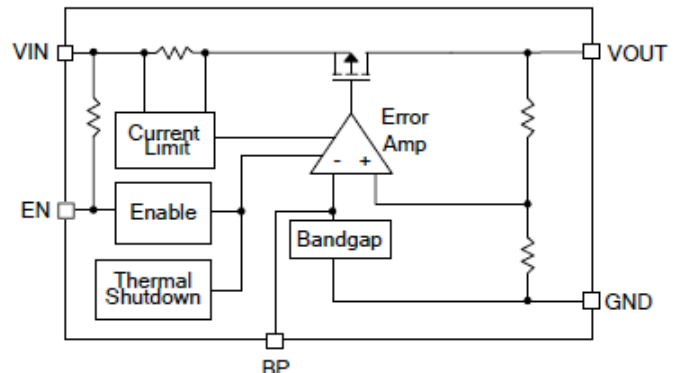 VIN
VOUT
Current
Limit
Error
Amp
- +
EN
Enable
Bandgap
Thermal
Shutdown
GND
BP